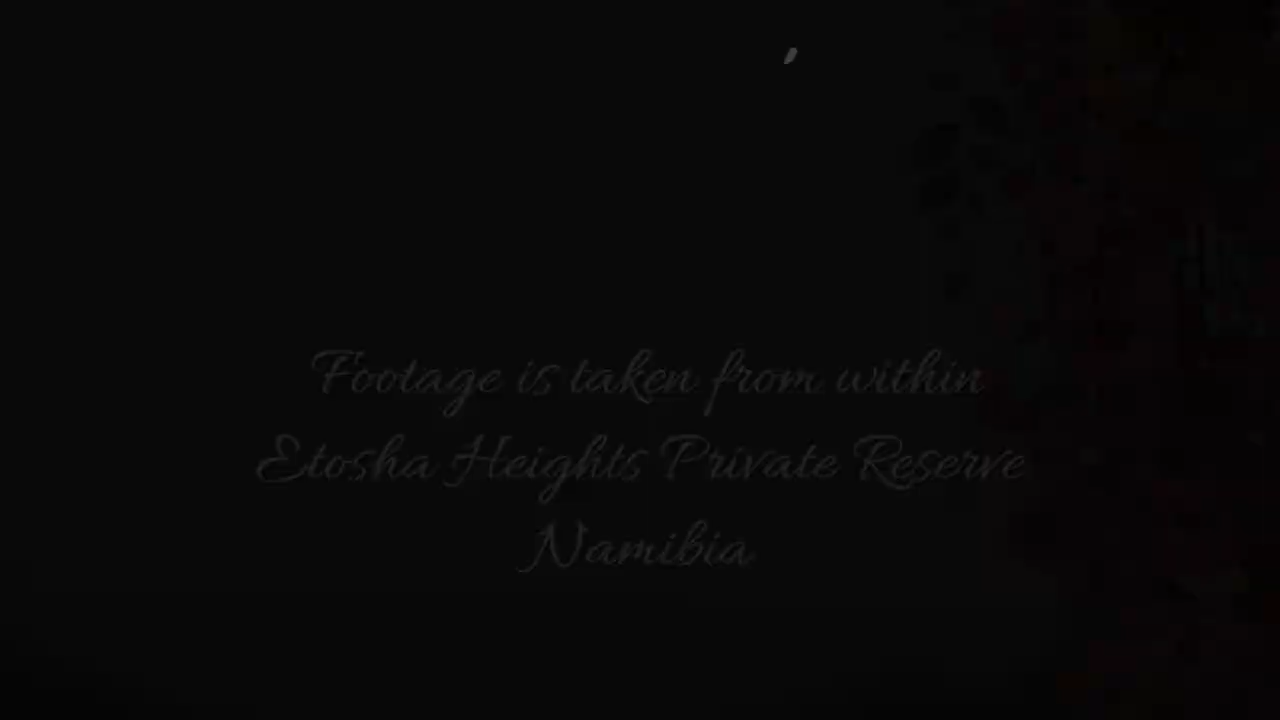 Footage is taken from within
Etosha Heights Private Reserve
Namibia